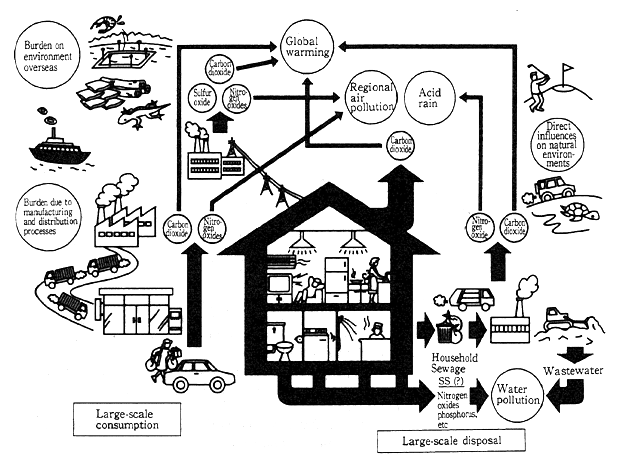 Burden on
environment
overseas
Global
warming
Carbon
dioxide
Sulfur
oxide
Nitro-
gen
oxides
Regional
air
pollution
Acid
rain
Carbon
dioxide
Direct
influences
on natural
environ-
ments
Burden due to
manufacturing
and distribution
processes
Carbon
dioxide
Nitro-
gen
oxides
Nitro-
gen
oxide
Carbon
dioxide
Household
Sewage
SS (?)
Nitrogen
oxides
phosphorus,
etc
Wastewater
Water
pollution
Large-scale
consumption
Large-scale disposal